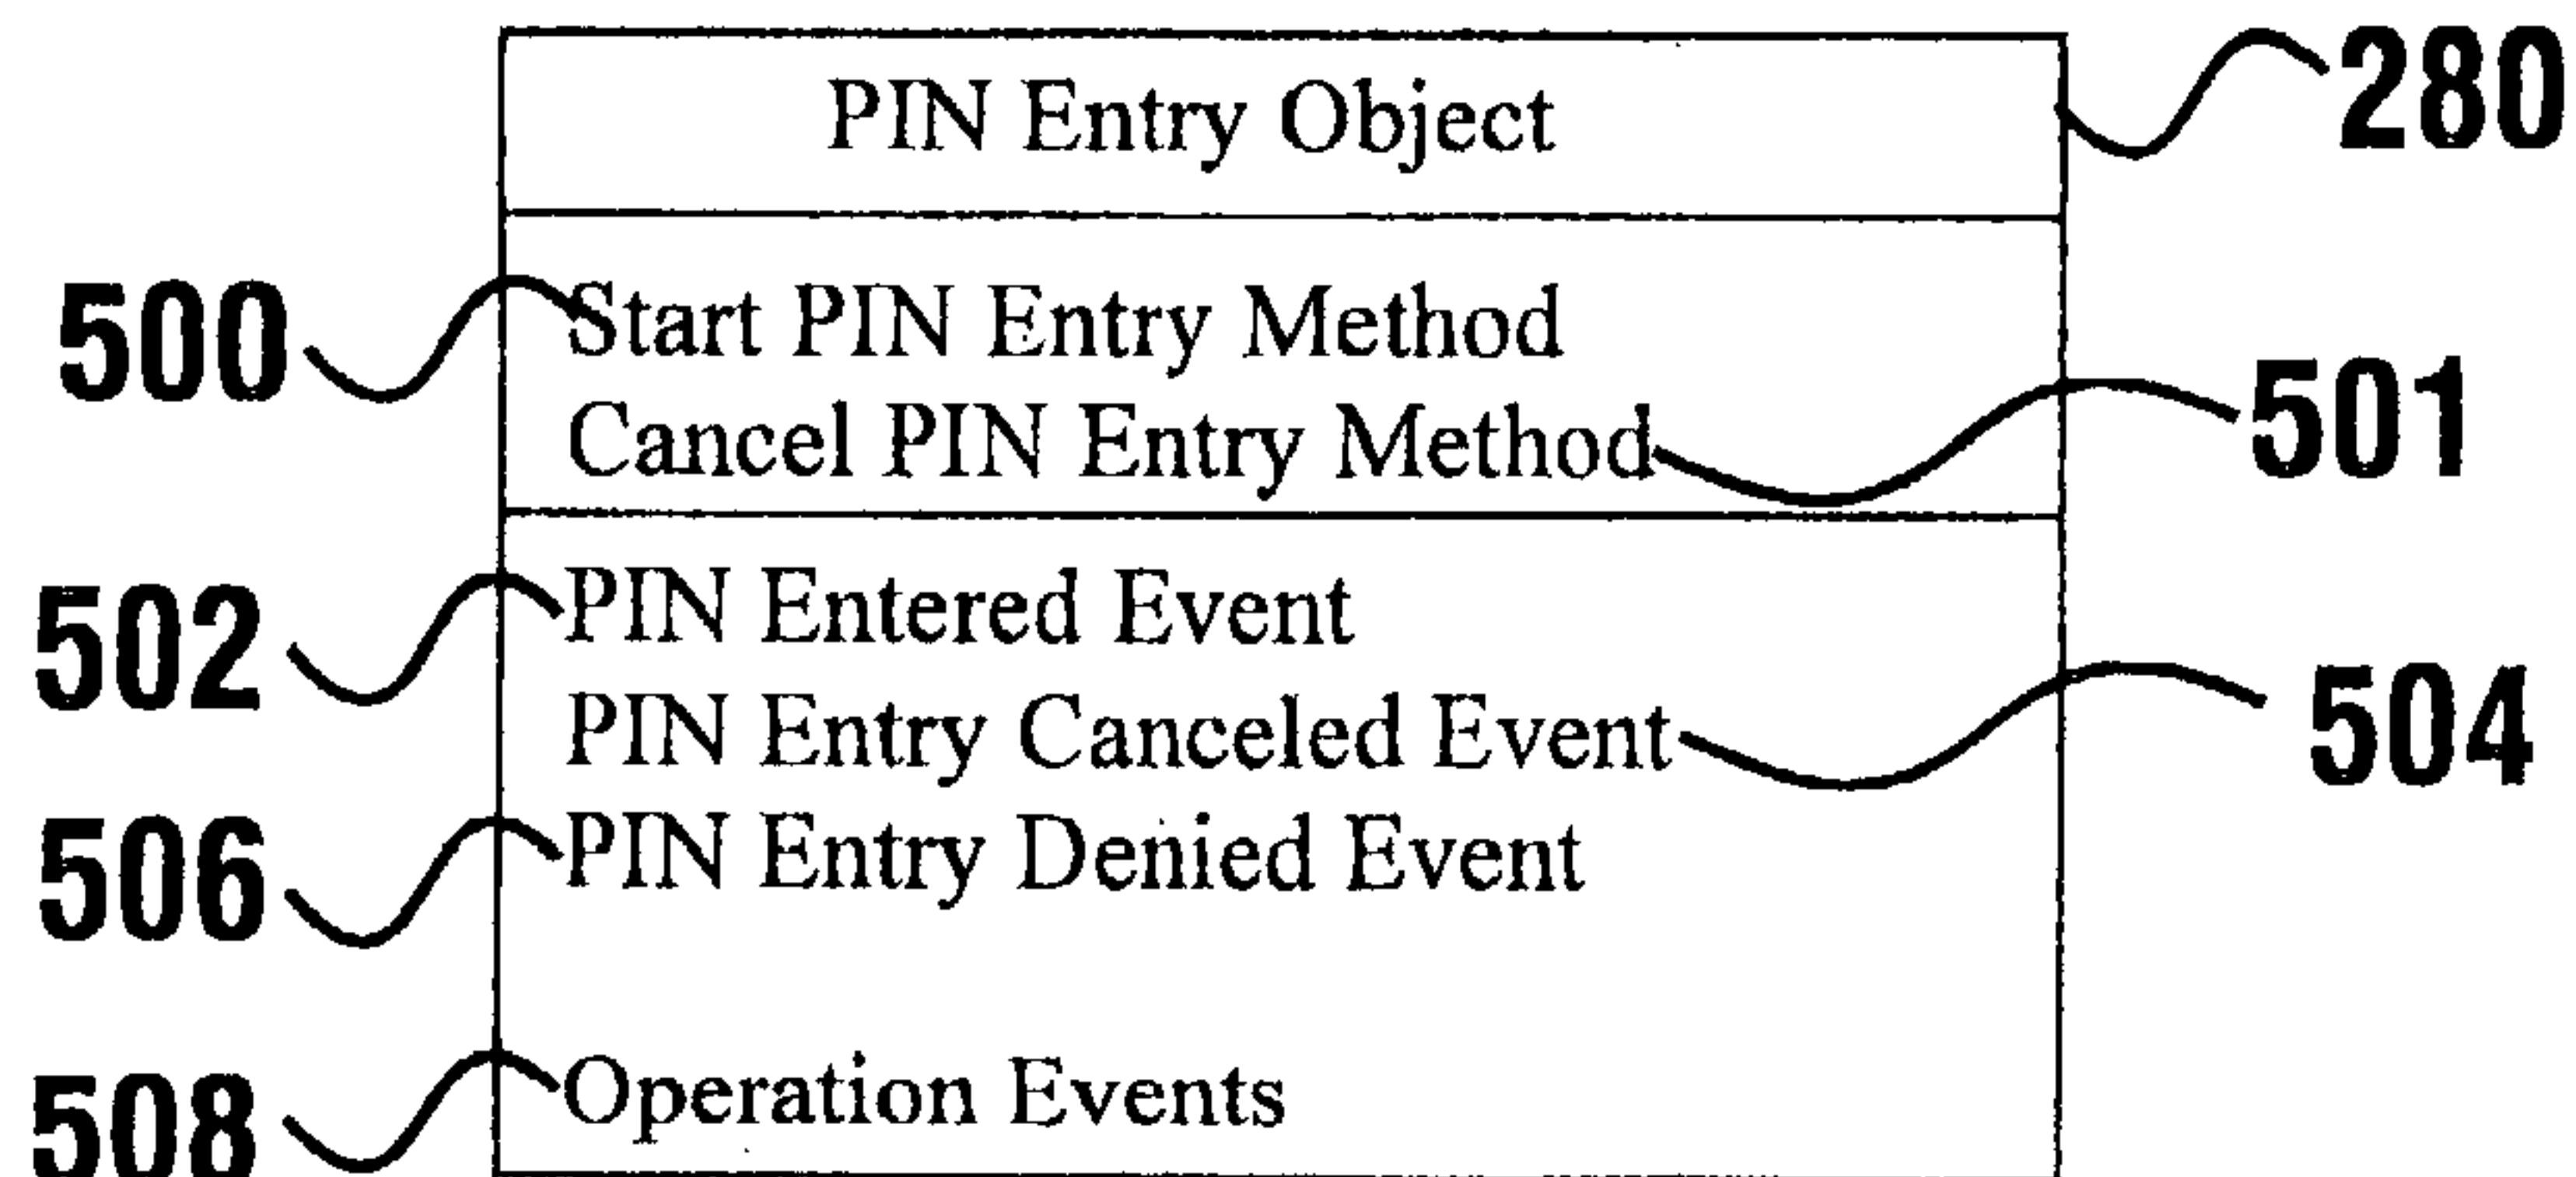 PIN Entry Object 280
500 Start PIN Entry Method
Cancel PIN Entry Method 501
502 PIN Entered Event
PIN Entry Canceled Event 504
506 PIN Entry Denied Event
508 Operation Events